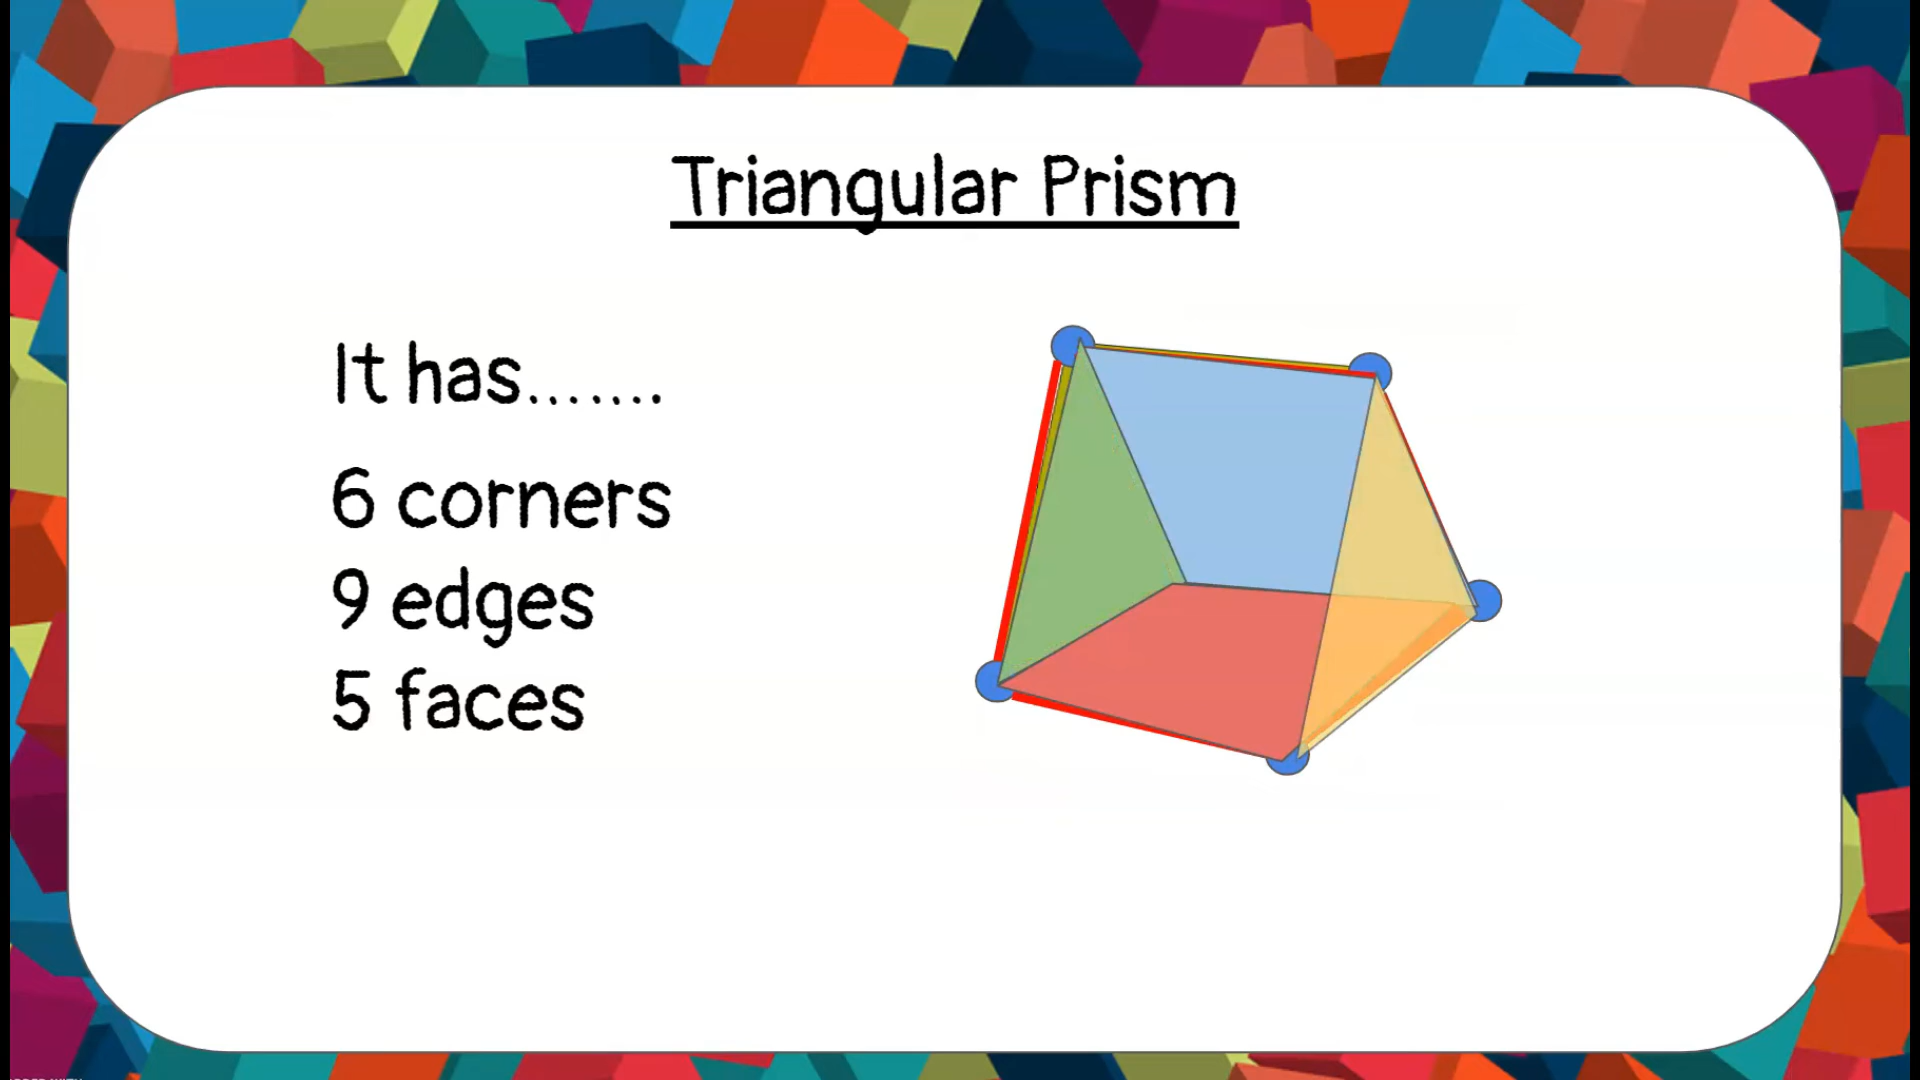 Triangular Prism
It has.......
6 corners
9 edges
5 faces